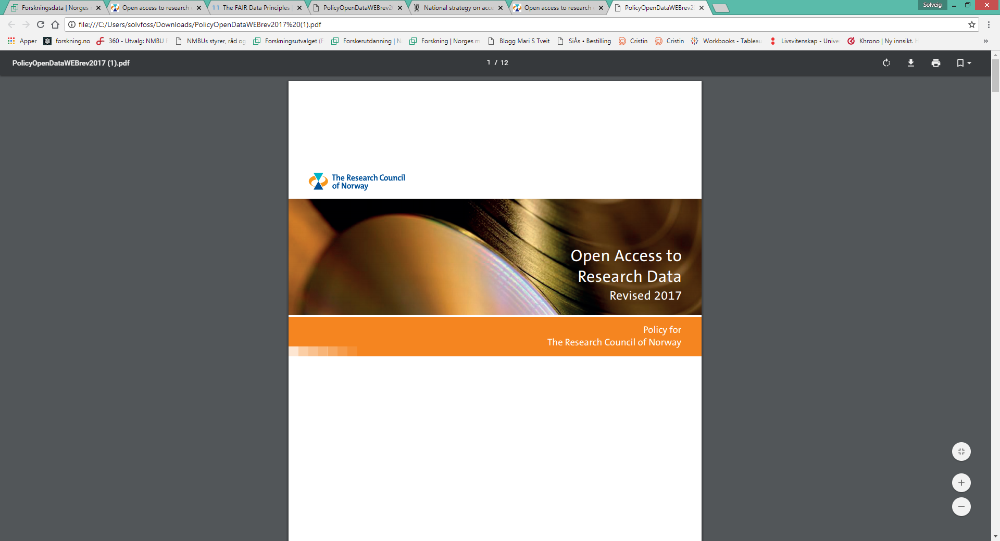 Forskningsdata | Norges
Open access to research
The FAIR Data Principles
PolicyOpenDataWEBrev2
National strategy on acce
Open access to research
PolicyOpenDataWEBrev2
Solveig
file:///C:/Users/solvfoss/Downloads/PolicyOpenDataWEBrev2017%20(1).pdf
Apper
forskning.no
360 - Utvalg: NMBU F
NMBUs styrer, råd og
Forskningsutvalget (F
Forskerutdanning | N
Forskning | Norges m
Blogg Mari S Tveit
SiÅs • Bestilling
Cristin
Cristin
Workbooks - Tableau
Livsvitenskap - Unive
Khrono | Ny innsikt. H
»
PolicyOpenDataWEBrev2017 (1).pdf
1 / 12
The Research Council
of Norway
Open Access to
Research Data
Revised 2017
Policy for
The Research Council of Norway